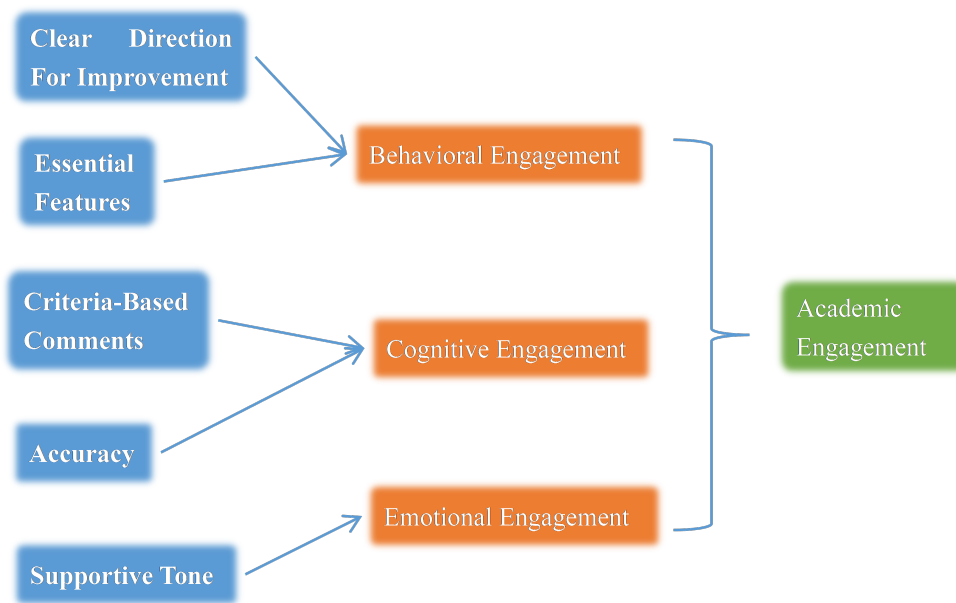 Clear Direction
For Improvement
Essential
Features
Criteria-Based
Comments
Accuracy
Supportive Tone
Behavioral Engagement
Cognitive Engagement
Emotional Engagement
Academic
Engagement